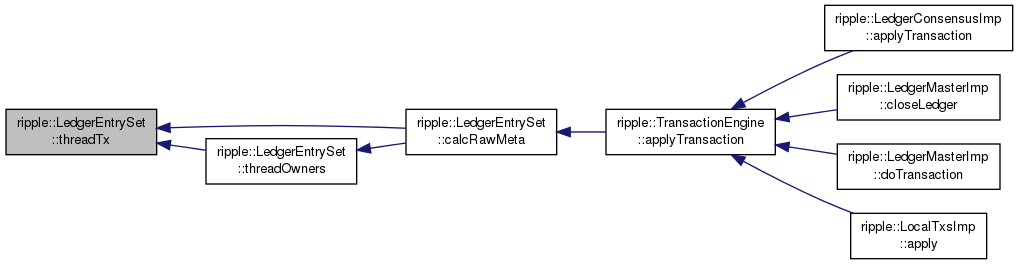 ripple::LedgerEntrySet
::threadTx
ripple::LedgerEntrySet
::threadOwners
ripple::LedgerEntrySet
::calcRawMeta
ripple::TransactionEngine
::applyTransaction
ripple::LedgerConsensusImp
::applyTransaction
ripple::LedgerMasterImp
::closeLedger
ripple::LedgerMasterImp
::doTransaction
ripple::LocalTxsImp
::apply